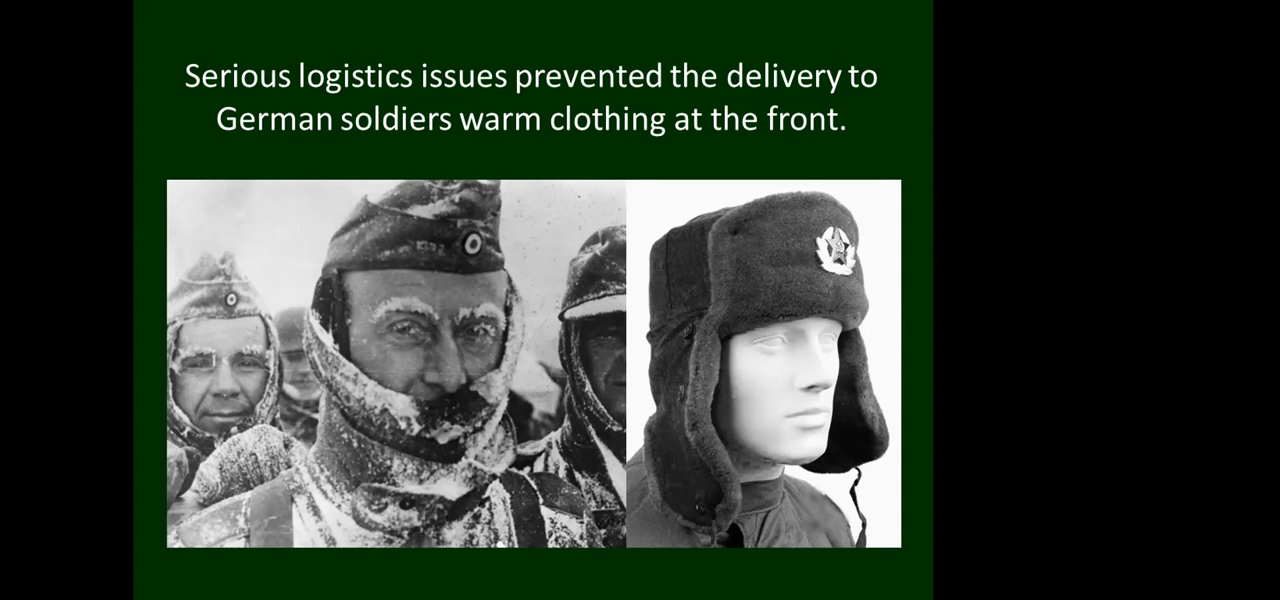 Serious logistics issues prevented the delivery to
German soldiers warm clothing at the front.